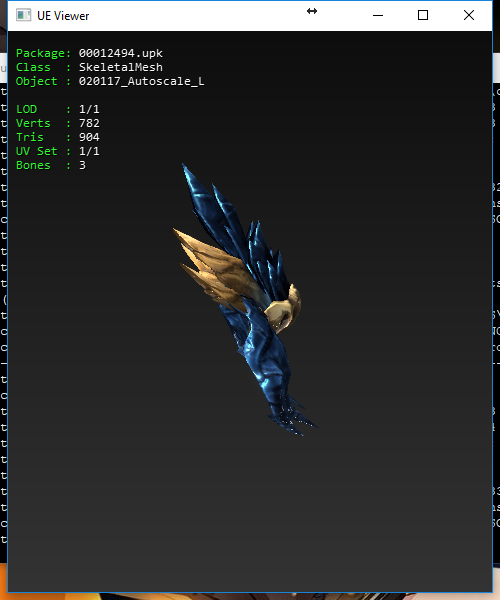 UE Viewer
Package: 00012494.upk
Class : SkeletalMesh
Object : 020117_Autoscale_L
LOD : 1/1
Verts : 782
Tris : 904
UV Set : 1/1
Bones : 3